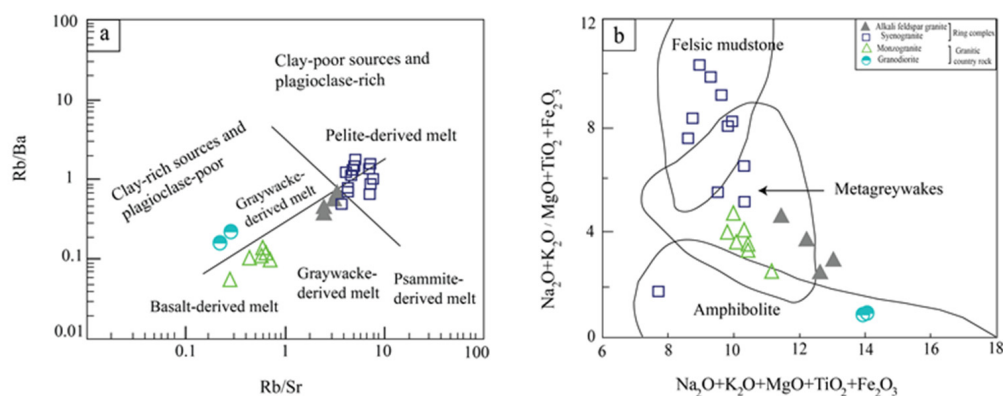 a
Rb/Ba
100
10
1
0.1
0.01
Clay-poor sources and
plagioclase-rich
Clay-rich sources and
plagioclase-poor
Pelite-derived melt
Graywacke-
derived melt
Graywacke-
derived melt
Psammite-
derived melt
Basalt-derived melt
0.1
1
10
100
Rb/Sr
b
Na₂O+K₂O / MgO+TiO₂+Fe₂O₃
12
8
4
0
Felsic mudstone
Alkali feldspar granite
Syenogranite
Ring complex
Monzogranite
Granodiorite
Granitic
country rock
Metagreywakes
Amphibolite
6
8
10
12
14
16
18
Na₂O+K₂O+MgO+TiO₂+Fe₂O₃